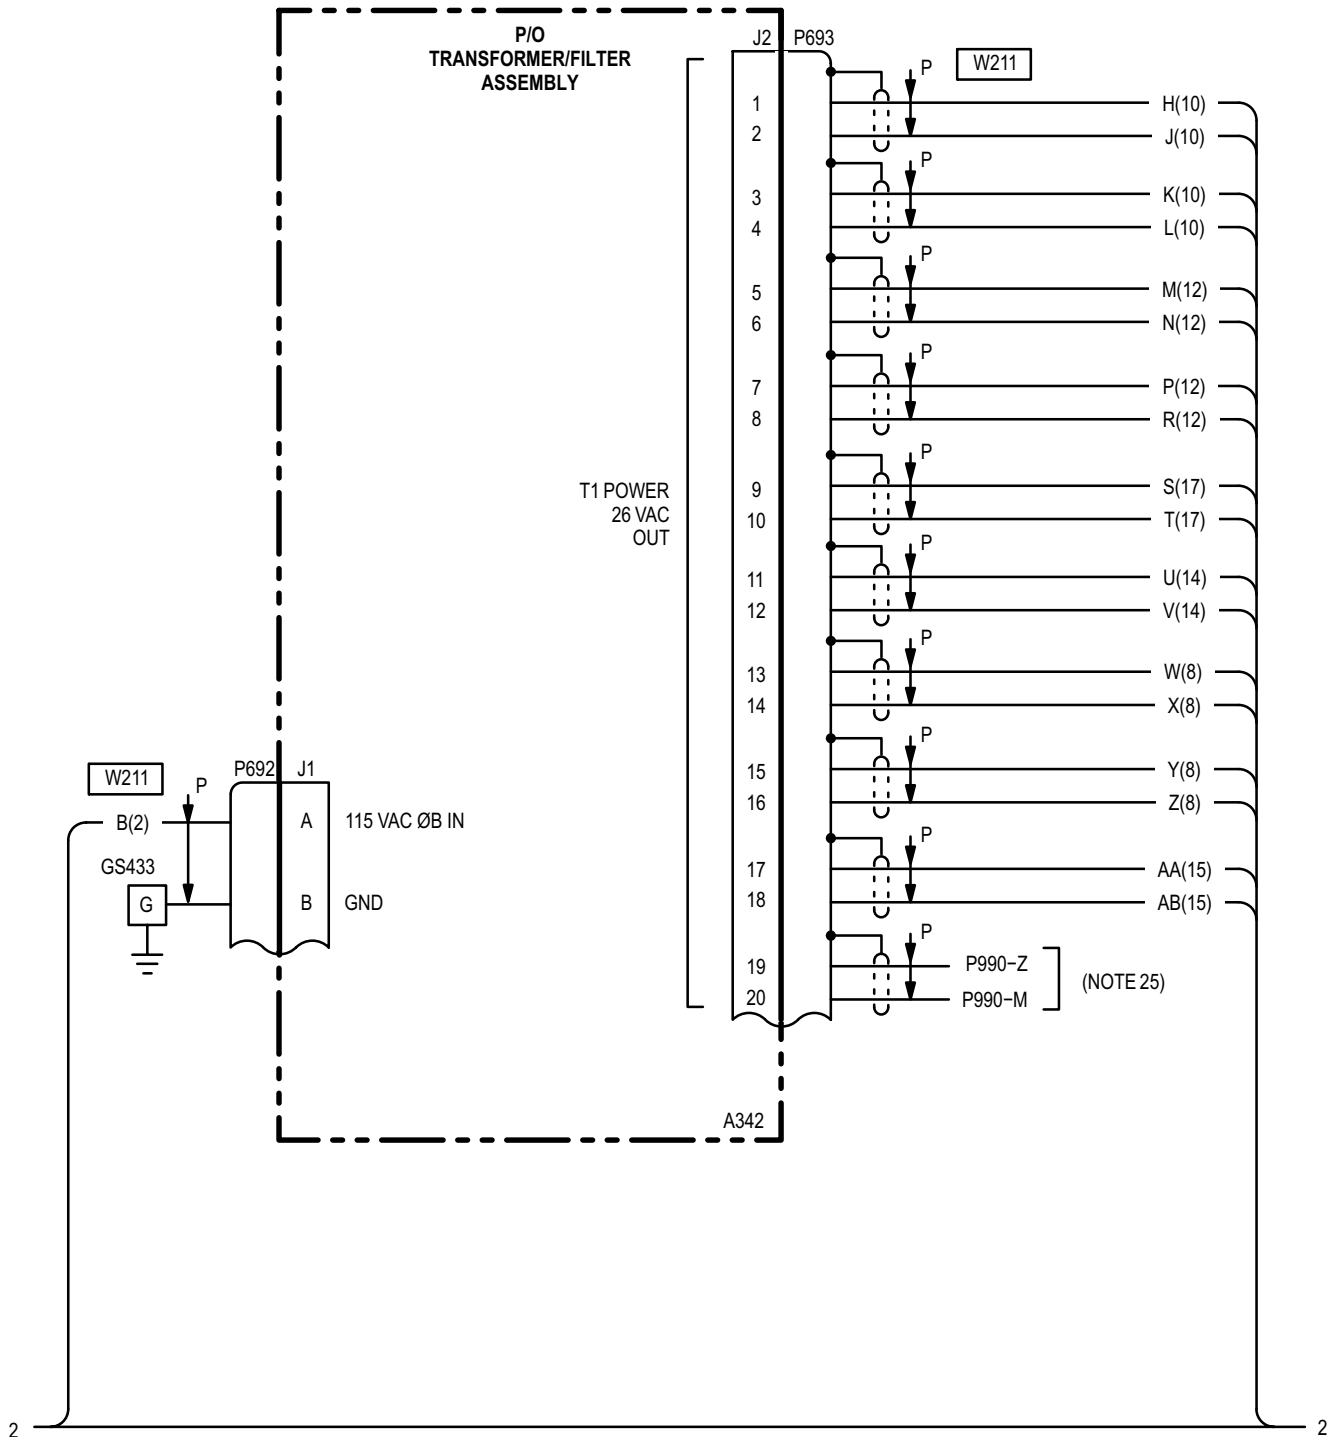 P/O
TRANSFORMER/FILTER
ASSEMBLY
J2 P693
P W211
1 H(10)
2 J(10)
P
3 K(10)
4 L(10)
P
5 M(12)
6 N(12)
P
7 P(12)
8 R(12)
P
9 S(17)
T1 POWER
26 VAC
OUT
10 T(17)
P
11 U(14)
12 V(14)
P
13 W(8)
14 X(8)
P
15 Y(8)
16 Z(8)
P
17 AA(15)
18 AB(15)
P
19 P990−Z
20 P990−M
(NOTE 25)
W211 P P692 J1
B(2) A 115 VAC ØB IN
GS433
G B GND
A342
2 2